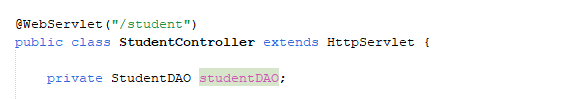 @WebServlet("/student")
public class StudentController extends HttpServlet {
private StudentDAO studentDAO;